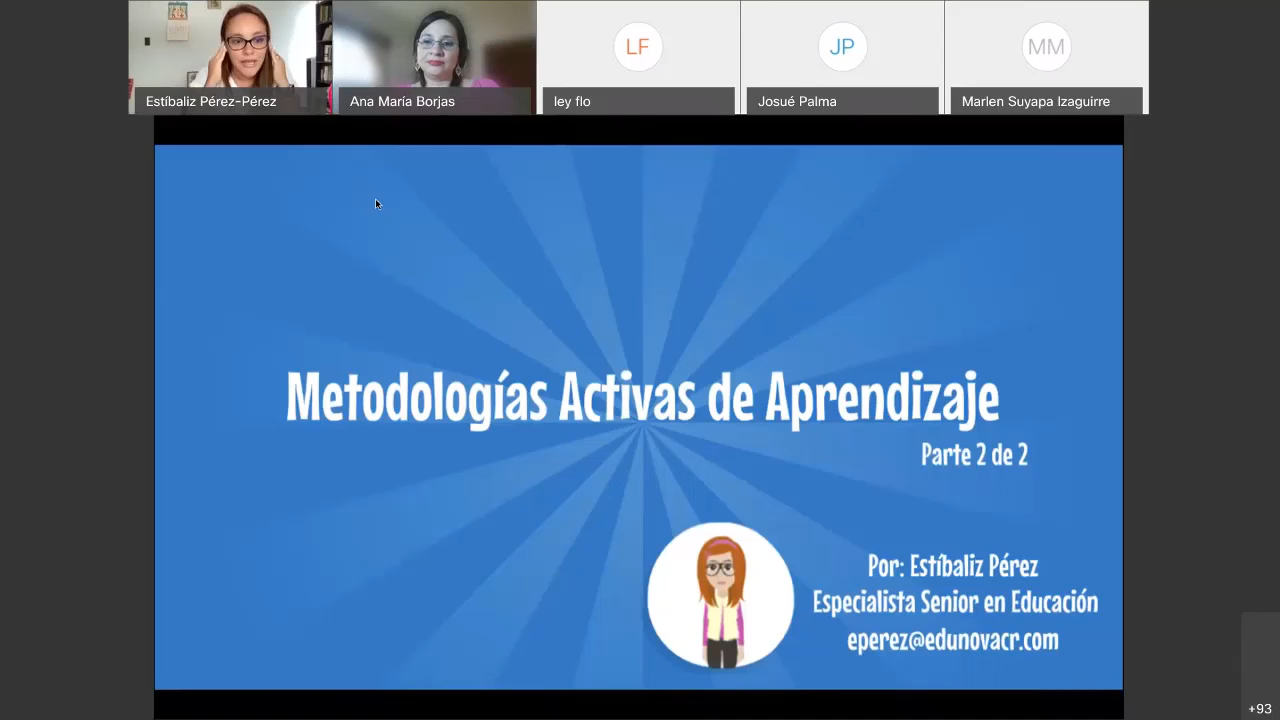 Estíbaliz Pérez-Pérez
Ana María Borjas
LF
ley flo
JP
Josué Palma
MM
Marlen Suyapa Izaguirre
Metodologías Activas de Aprendizaje
Parte 2 de 2
Por: Estíbaliz Pérez
Especialista Senior en Educación
eperez@edunovacr.com
+93